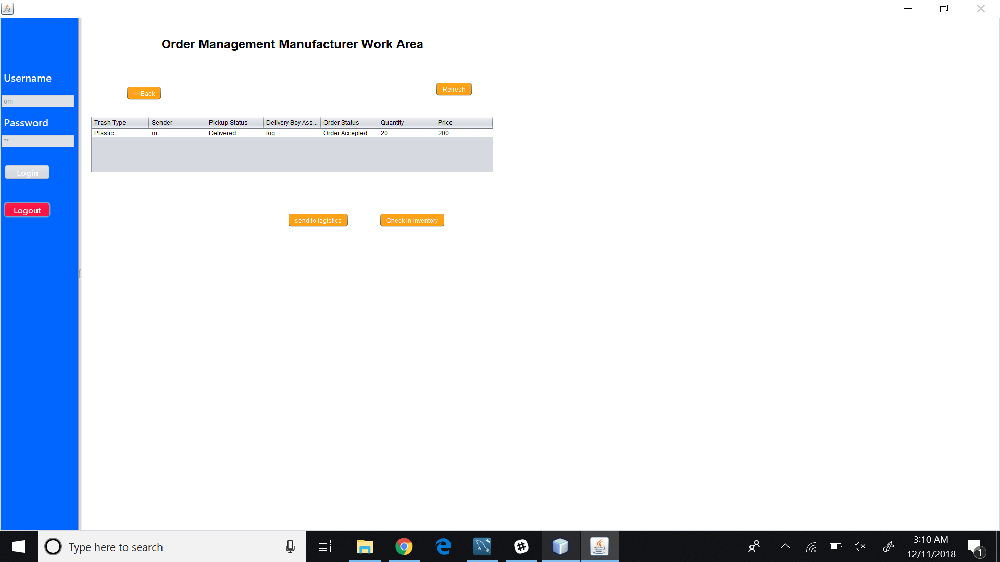 Order Management Manufacturer Work Area
Username
om
Password
**
Login
Logout
<<Back
Refresh
Trash Type Sender Pickup Status Delivery Boy Ass... Order Status Quantity Price
Plastic m Delivered log Order Accepted 20 200
send to logistics Check in Inventory
Type here to search
3:10 AM
12/11/2018
1